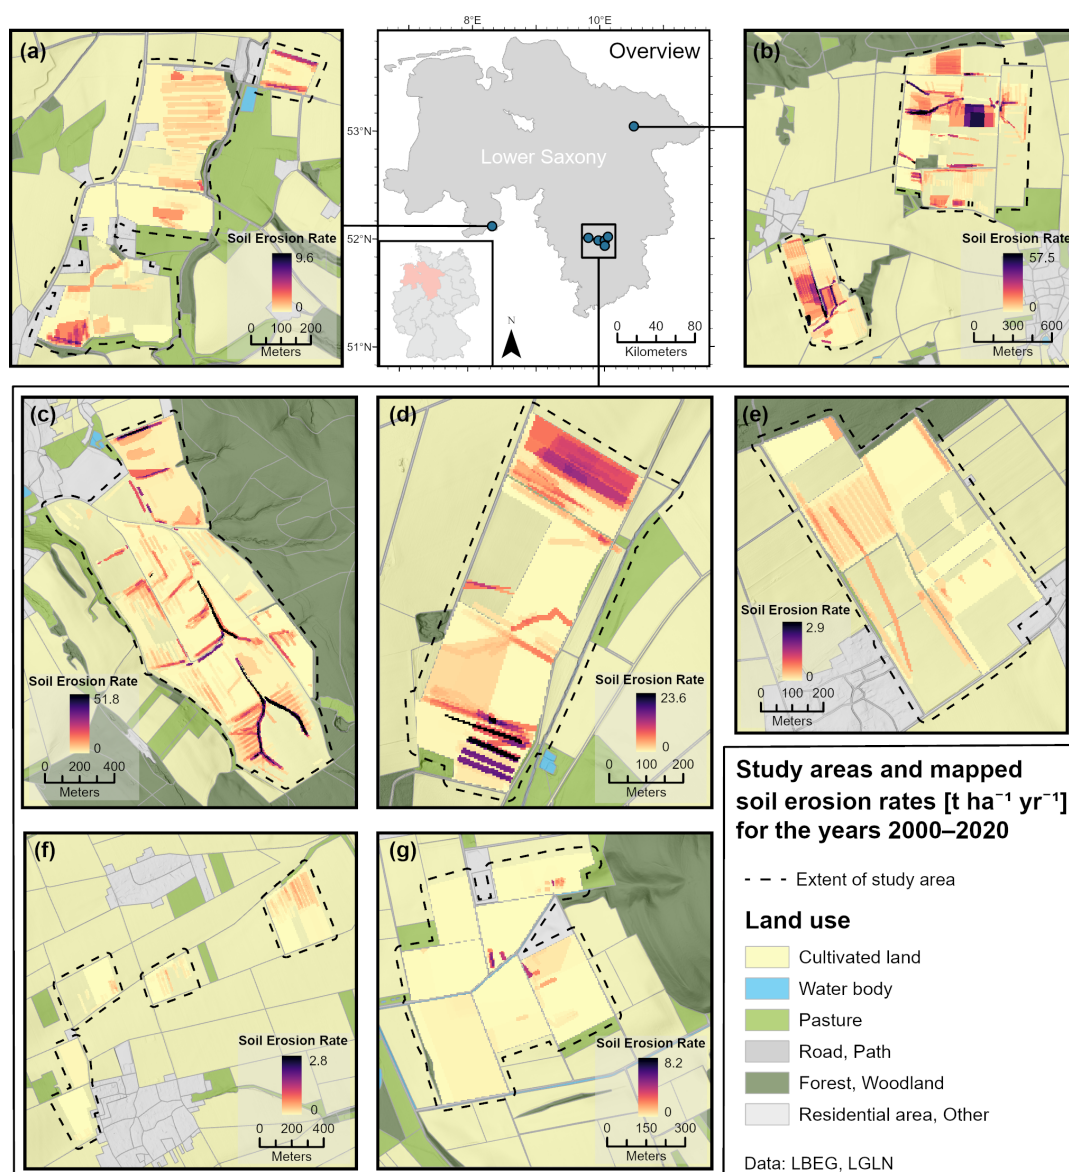 (a)
Soil Erosion Rate
9.6
0
0 100 200
Meters
8°E
10°E
Overview
53°N
52°N
51°N
Lower Saxony
N
0 40 80
Kilometers
(b)
Soil Erosion Rate
57.5
0
0 300 600
Meters
(c)
Soil Erosion Rate
51.8
0
0 200 400
Meters
(d)
Soil Erosion Rate
23.6
0
0 100 200
Meters
(e)
Soil Erosion Rate
2.9
0
0 100 200
Meters
(f)
Soil Erosion Rate
2.8
0
0 200 400
Meters
(g)
Soil Erosion Rate
8.2
0
0 150 300
Meters
Study areas and mapped
soil erosion rates [t ha⁻¹ yr⁻¹]
for the years 2000–2020
Extent of study area
Land use
Cultivated land
Water body
Pasture
Road, Path
Forest, Woodland
Residential area, Other
Data: LBEG, LGLN